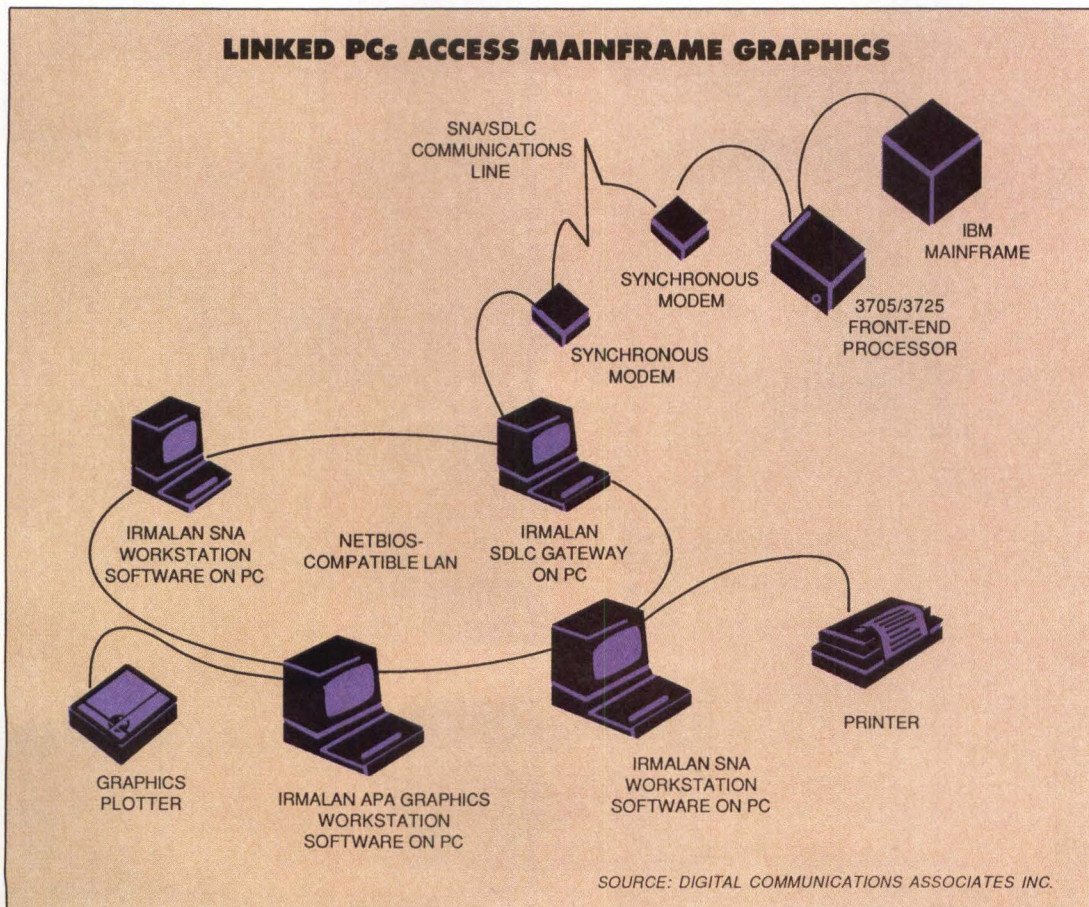 LINKED PCs ACCESS MAINFRAME GRAPHICS
SNA/SDLC
COMMUNICATIONS
LINE
IBM
MAINFRAME
SYNCHRONOUS
MODEM
3705/3725
FRONT-END
PROCESSOR
SYNCHRONOUS
MODEM
IRMALAN SNA
WORKSTATION
SOFTWARE ON PC
NETBIOS-
COMPATIBLE LAN
IRMALAN
SDLC GATEWAY
ON PC
GRAPHICS
PLOTTER
IRMALAN APA GRAPHICS
WORKSTATION
SOFTWARE ON PC
IRMALAN SNA
WORKSTATION
SOFTWARE ON PC
PRINTER
SOURCE: DIGITAL COMMUNICATIONS ASSOCIATES INC.